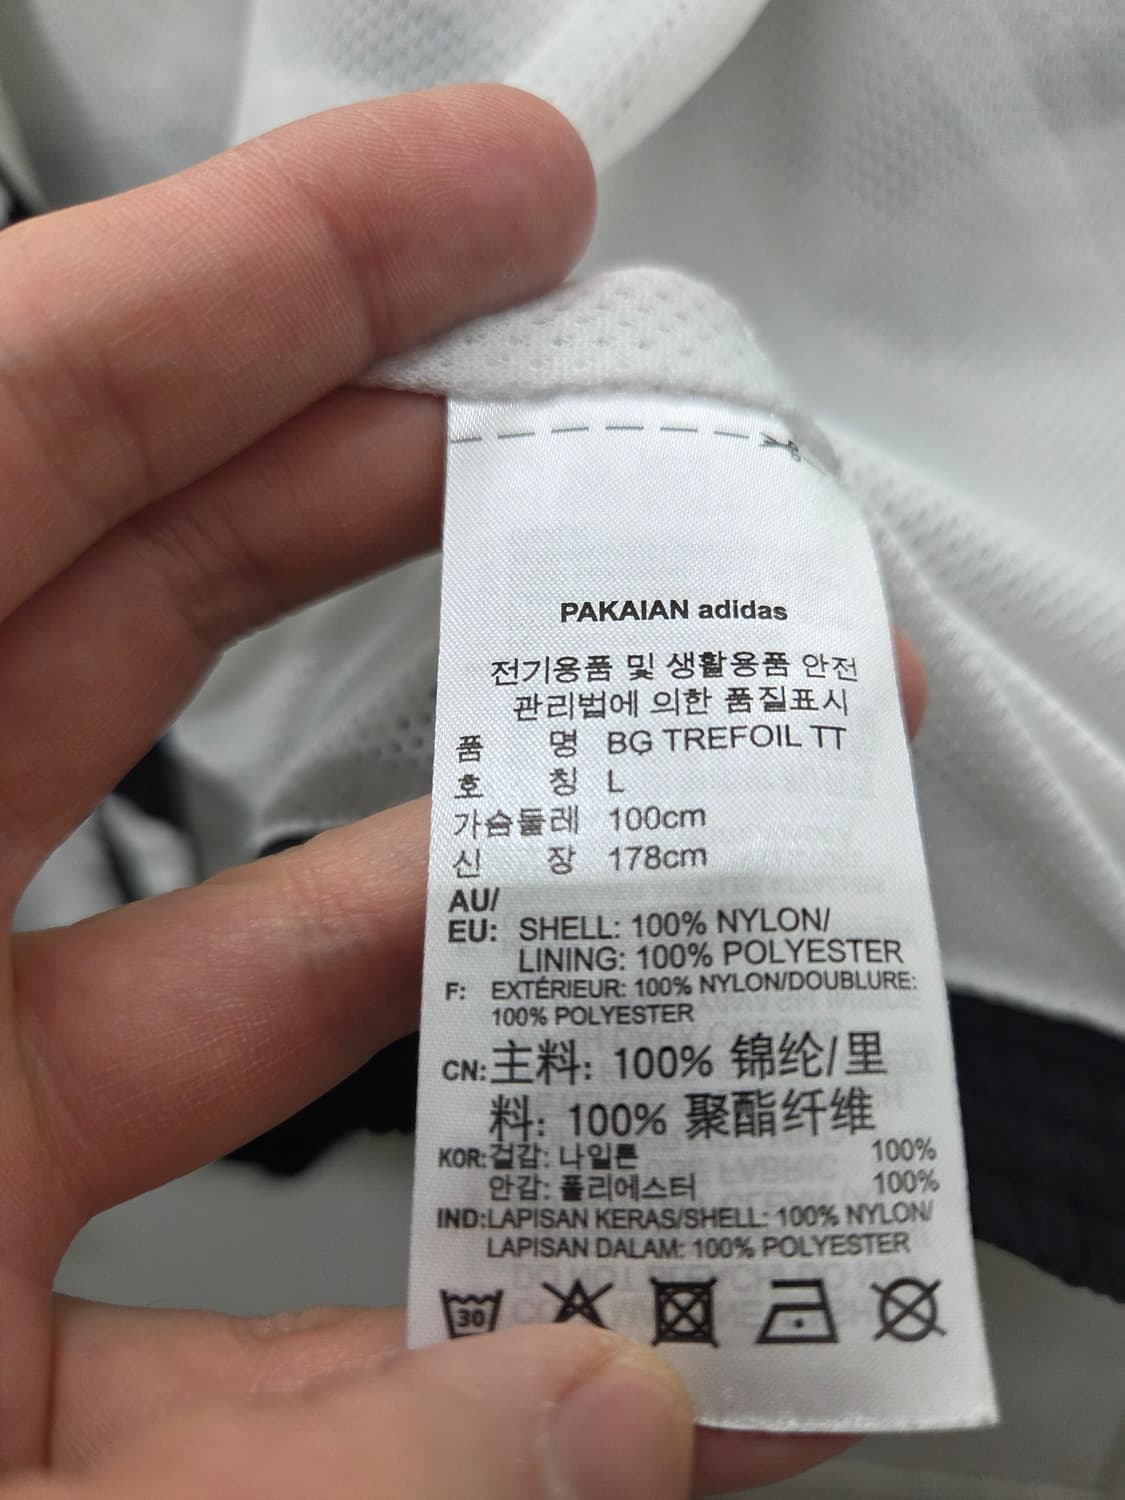 PAKAIAN adidas
전기용품 및 생활용품 안전
관리법에 의한 품질표시
품 명 BG TREFOIL TT
호 칭 L
가슴둘레 100cm
신 장 178cm
AU/
EU: SHELL: 100% NYLON/
LINING: 100% POLYESTER
F: EXTÉRIEUR: 100% NYLON/DOUBLURE:
100% POLYESTER
CN: 主料: 100% 锦纶/里
料: 100% 聚酯纤维
KOR: 겉감: 나일론 100%
안감: 폴리에스터 100%
IND: LAPISAN KERAS/SHELL: 100% NYLON/
LAPISAN DALAM: 100% POLYESTER
30